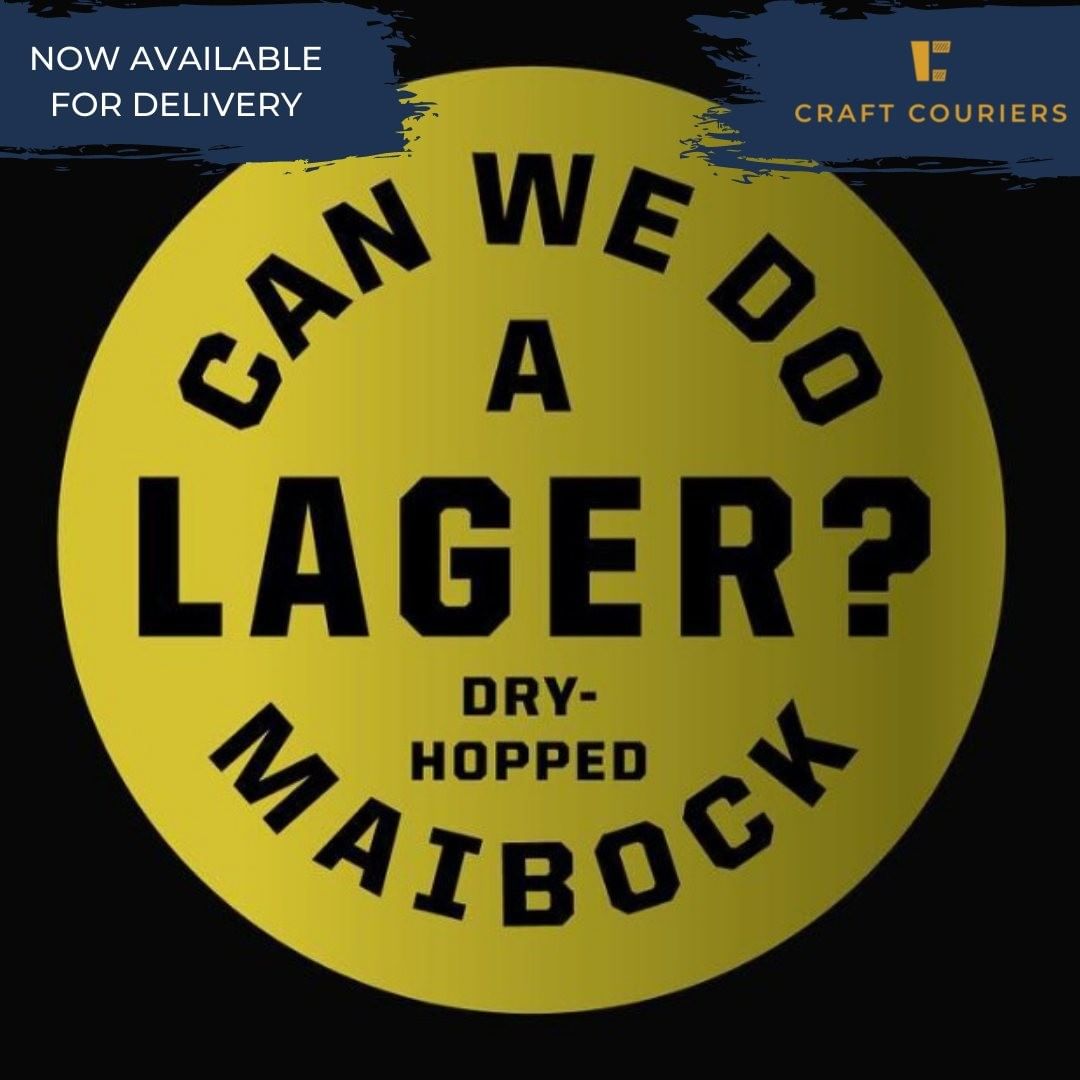 NOW AVAILABLE
FOR DELIVERY
CRAFT COURIERS
CAN WE DO
A
LAGER?
DRY-
HOPPED
MAIBOCK